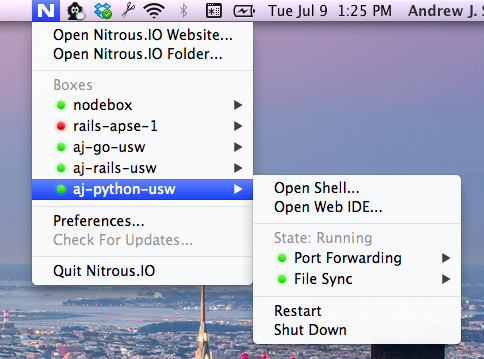 N
Tue Jul 9 1:25 PM Andrew J. S
Open Nitrous.IO Website...
Open Nitrous.IO Folder...
Boxes
nodebox
rails-apse-1
aj-go-usw
aj-rails-usw
aj-python-usw
Preferences...
Check For Updates...
Quit Nitrous.IO
Open Shell...
Open Web IDE...
State: Running
Port Forwarding
File Sync
Restart
Shut Down